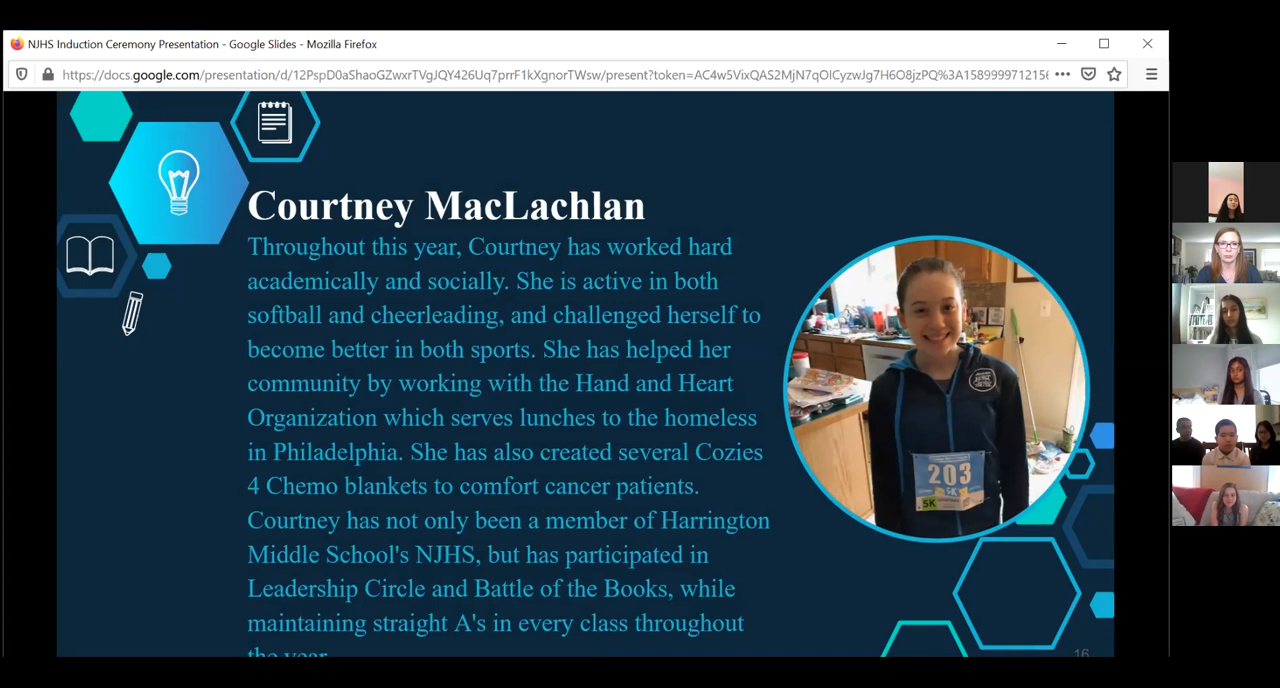 NJHS Induction Ceremony Presentation - Google Slides - Mozilla Firefox
https://docs.google.com/presentation/d/12PspD0aShaoGZwxrTVgJQY426Uq7prrF1kXgnorTWsw/present?token=AC4w5VixQAS2MjN7qOlCyzwJg7H6O8jzPQ%3A1589999712156
Courtney MacLachlan
Throughout this year, Courtney has worked hard
academically and socially. She is active in both
softball and cheerleading, and challenged herself to
become better in both sports. She has helped her
community by working with the Hand and Heart
Organization which serves lunches to the homeless
in Philadelphia. She has also created several Cozies
4 Chemo blankets to comfort cancer patients.
Courtney has not only been a member of Harrington
Middle School's NJHS, but has participated in
Leadership Circle and Battle of the Books, while
maintaining straight A's in every class throughout
the year.
203
5K
5K
16